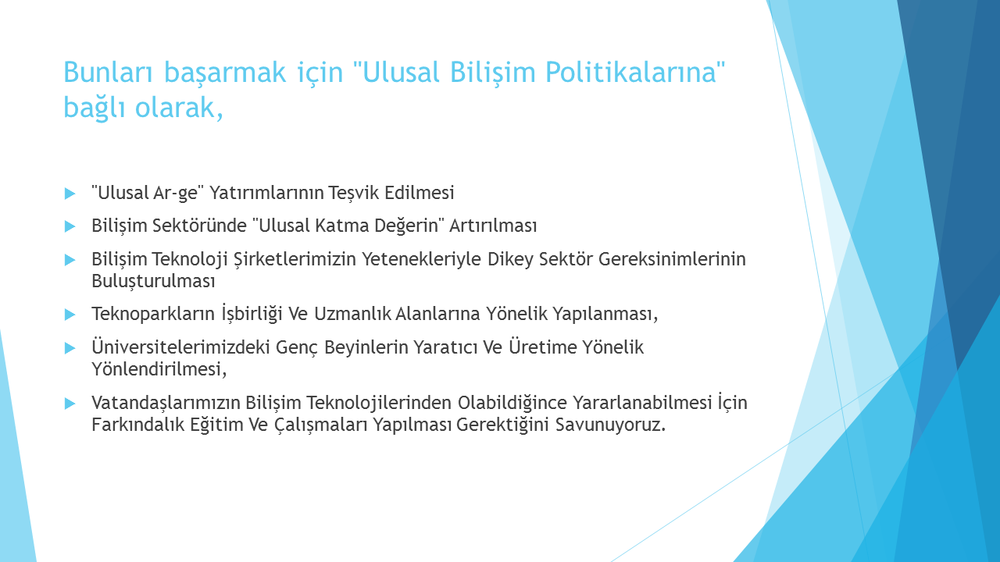 Bunları başarmak için "Ulusal Bilişim Politikalarına"
bağlı olarak,
"Ulusal Ar-ge" Yatırımlarının Teşvik Edilmesi
Bilişim Sektöründe "Ulusal Katma Değerin" Artırılması
Bilişim Teknoloji Şirketlerimizin Yetenekleriyle Dikey Sektör Gereksinimlerinin
Buluşturulması
Teknoparkların İşbirliği Ve Uzmanlık Alanlarına Yönelik Yapılanması,
Üniversitelerimizdeki Genç Beyinlerin Yaratıcı Ve Üretime Yönelik
Yönlendirilmesi,
Vatandaşlarımızın Bilişim Teknolojilerinden Olabildiğince Yararlanabilmesi İçin
Farkındalık Eğitim Ve Çalışmaları Yapılması Gerektiğini Savunuyoruz.